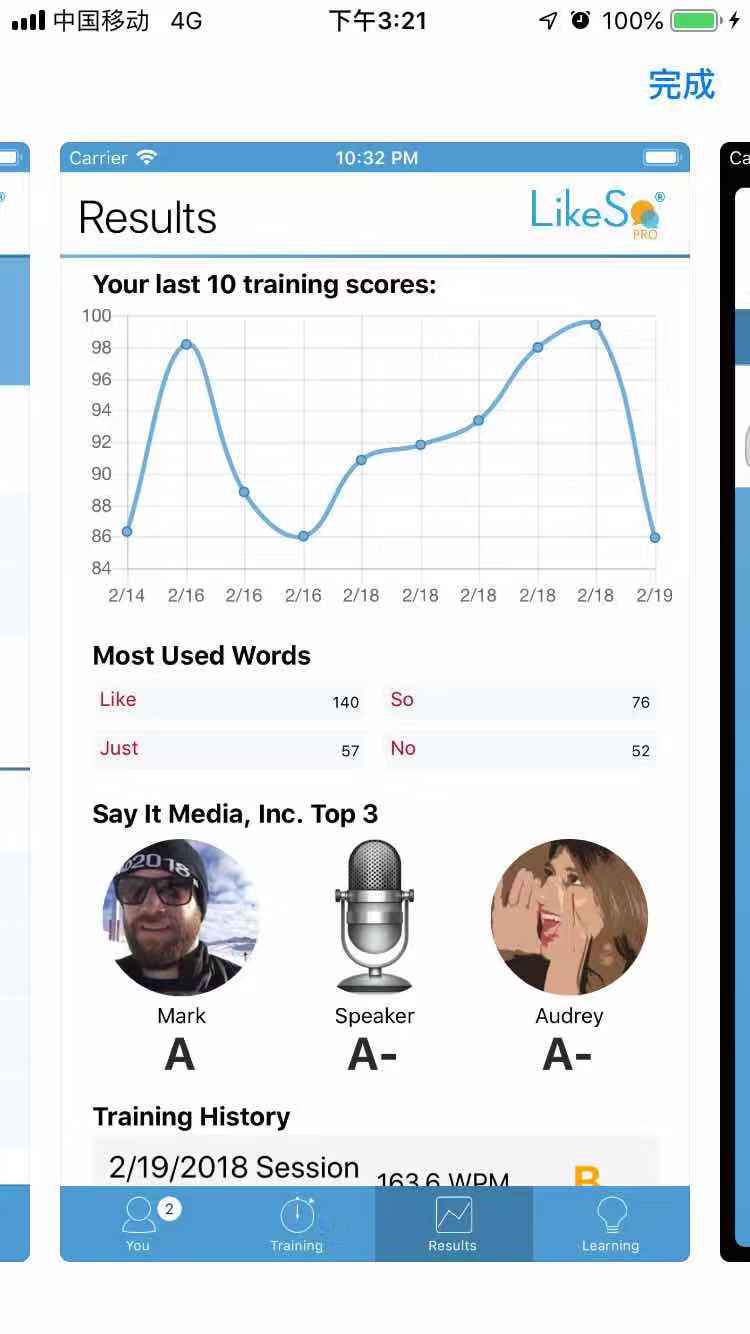 中国移动 4G 下午3:21 100%
完成
Carrier 10:32 PM Ca
Results LikeSo® PRO
Your last 10 training scores:
100
98
96
94
92
90
88
86
84
2/14 2/16 2/16 2/16 2/18 2/18 2/18 2/18 2/18 2/19
Most Used Words
Like 140 So 76
Just 57 No 52
Say It Media, Inc. Top 3
o2018
Mark Speaker Audrey
A A- A-
Training History
2/19/2018 Session 163.6 WPM B
2
You Training Results Learning